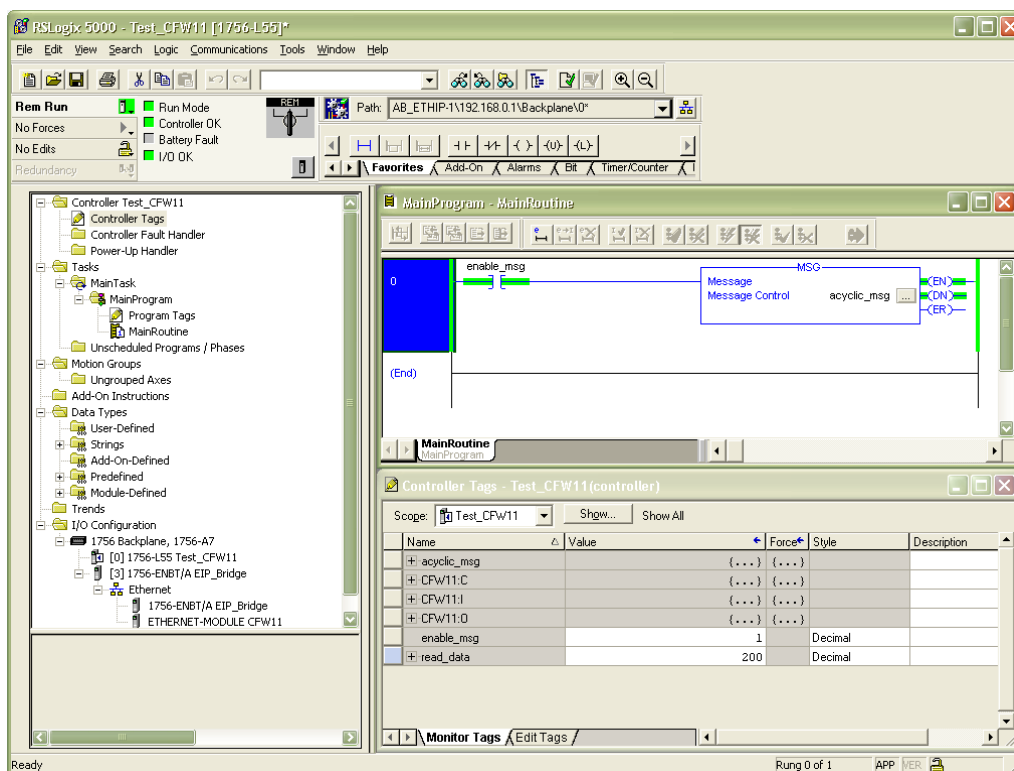 RSLogix 5000 - Test_CFW11 [1756-L55]*
File Edit View Search Logic Communications Tools Window Help
Rem Run
No Forces
No Edits
Redundancy
Run Mode
Controller OK
Battery Fault
I/O OK
REM
Path: AB_ETHIP-1\192.168.0.1\Backplane\0*
Favorites Add-On Alarms Bit Timer/Counter
Controller Test_CFW11
Controller Tags
Controller Fault Handler
Power-Up Handler
Tasks
MainTask
MainProgram
Program Tags
MainRoutine
Unscheduled Programs / Phases
Motion Groups
Ungrouped Axes
Add-On Instructions
Data Types
User-Defined
Strings
Add-On-Defined
Predefined
Module-Defined
Trends
I/O Configuration
1756 Backplane, 1756-A7
[0] 1756-L55 Test_CFW11
[3] 1756-ENBT/A EIP_Bridge
Ethernet
1756-ENBT/A EIP_Bridge
ETHERNET-MODULE CFW11
MainProgram - MainRoutine
0
enable_msg
MSG
Message
Message Control acyclic_msg ...
EN
DN
ER
(End)
MainRoutine
MainProgram
Controller Tags - Test_CFW11(controller)
Scope: Test_CFW11 Show... Show All
Name Value Force Style Description
acyclic_msg {...} {...}
CFW11:C {...} {...}
CFW11:I {...} {...}
CFW11:O {...} {...}
enable_msg 1 Decimal
read_data 200 Decimal
Monitor Tags Edit Tags
Ready
Rung 0 of 1 APP VER